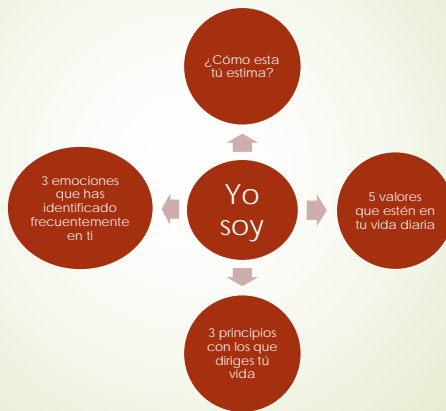 ¿Cómo esta
tú estima?
3 emociones
que has
identificado
frecuentemente
en ti
Yo
soy
5 valores
que estén en
tu vida diaria
3 principios
con los que
diriges tú
vida